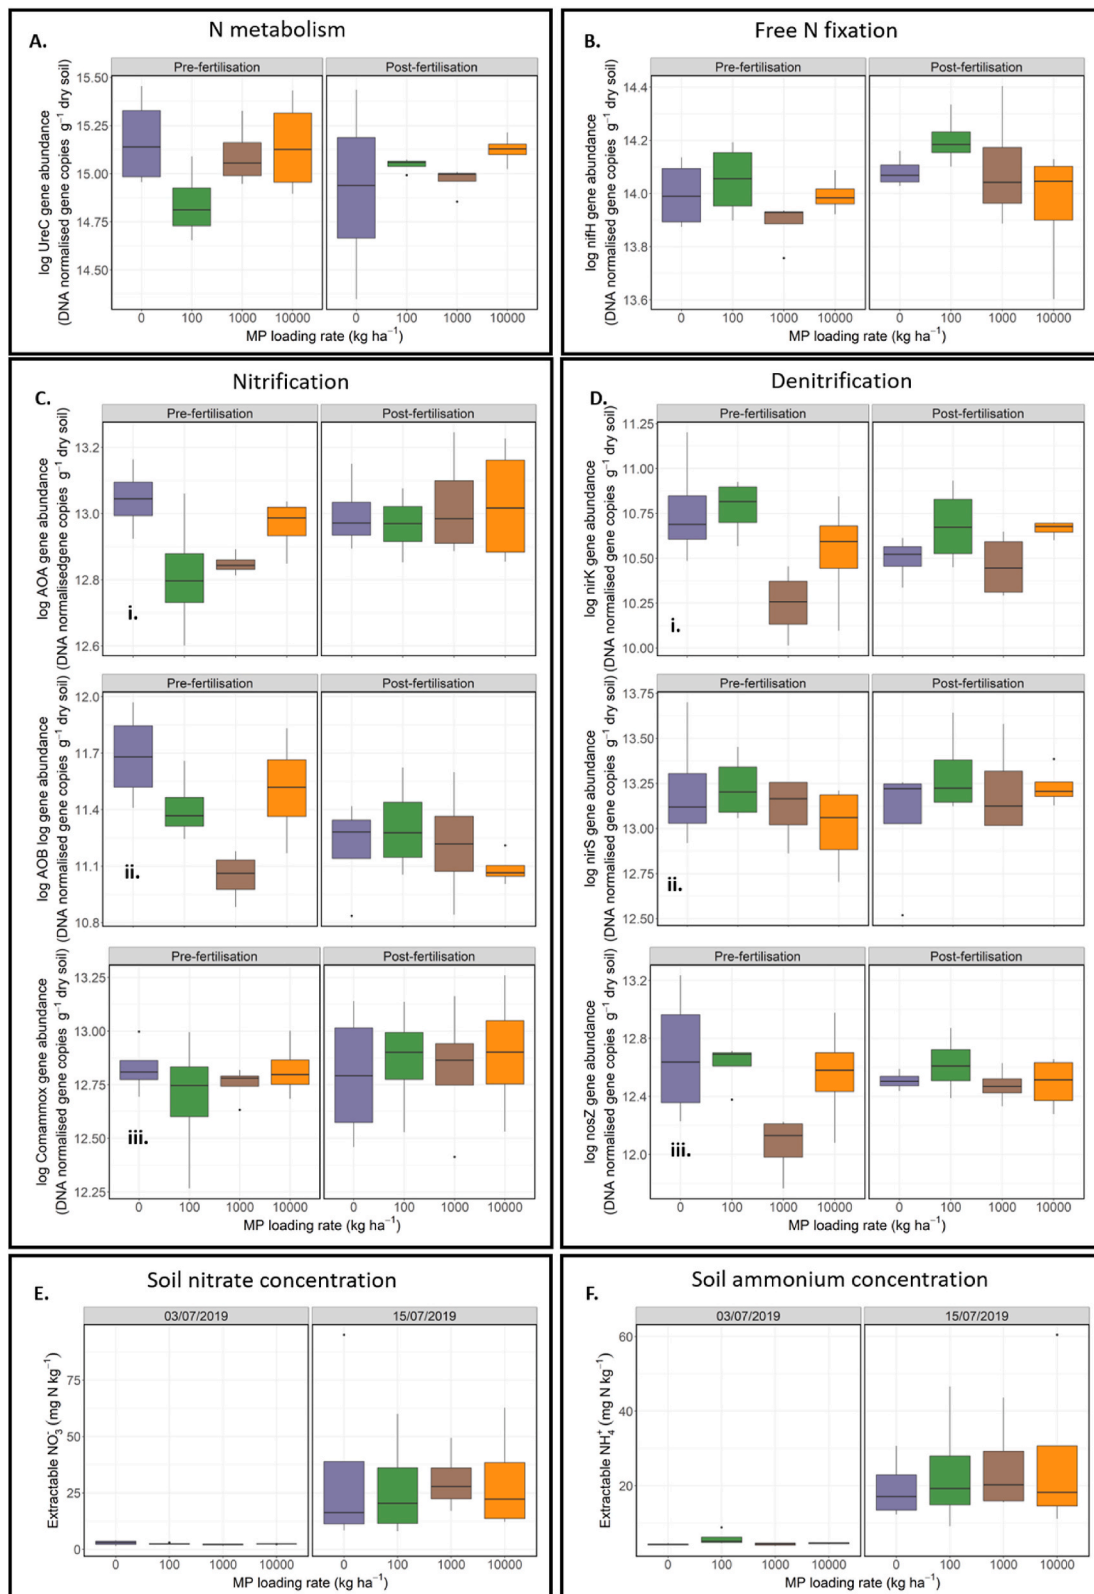 N metabolism
A.
Pre-fertilisation Post-fertilisation
log UreC gene abundance
(DNA normalised gene copies g⁻¹ dry soil)
15.50
15.25
15.00
14.75
14.50
0 100 1000 10000 0 100 1000 10000
MP loading rate (kg ha⁻¹)
Free N fixation
B.
Pre-fertilisation Post-fertilisation
log nifH gene abundance
(DNA normalised gene copies g⁻¹ dry soil)
14.4
14.2
14.0
13.8
13.6
0 100 1000 10000 0 100 1000 10000
MP loading rate (kg ha⁻¹)
Nitrification
C.
Pre-fertilisation Post-fertilisation
log AOA gene abundance
(DNA normalisedgene copies g⁻¹ dry soil)
13.2
13.0
12.8
12.6
i.
Pre-fertilisation Post-fertilisation
log AOB log gene abundance
(DNA normalised gene copies g⁻¹ dry soil)
12.0
11.7
11.4
11.1
10.8
ii.
Pre-fertilisation Post-fertilisation
log Comammox gene abundance
(DNA normalised gene copies g⁻¹ dry soil)
13.25
13.00
12.75
12.50
12.25
iii.
0 100 1000 10000 0 100 1000 10000
MP loading rate (kg ha⁻¹)
Denitrification
D.
Pre-fertilisation Post-fertilisation
log nirK gene abundance
(DNA normalised gene copies g⁻¹ dry soil)
11.25
11.00
10.75
10.50
10.25
10.00
i.
Pre-fertilisation Post-fertilisation
log nirS gene abundance
(DNA normalised gene copies g⁻¹ dry soil)
13.75
13.50
13.25
13.00
12.75
12.50
ii.
Pre-fertilisation Post-fertilisation
log nosZ gene abundance
(DNA normalised gene copies g⁻¹ dry soil)
13.2
12.8
12.4
12.0
iii.
0 100 1000 10000 0 100 1000 10000
MP loading rate (kg ha⁻¹)
Soil nitrate concentration
E.
03/07/2019 15/07/2019
Extractable NO₃⁻ (mg N kg⁻¹)
75
50
25
0
0 100 1000 10000 0 100 1000 10000
MP loading rate (kg ha⁻¹)
Soil ammonium concentration
F.
03/07/2019 15/07/2019
Extractable NH₄⁺ (mg N kg⁻¹)
60
40
20
0 100 1000 10000 0 100 1000 10000
MP loading rate (kg ha⁻¹)